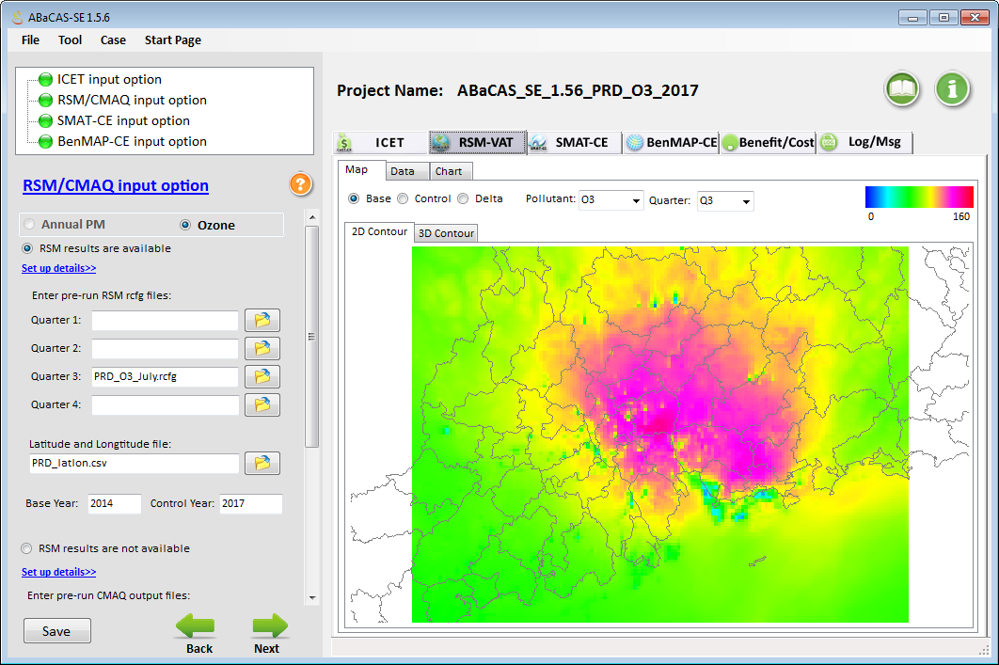 ABaCAS-SE1.5.6
File Tool Case Start Page
ICET input option
RSM/CMAQ input option
SMAT-CE input option
BenMAP-CE input option
Project Name: ABaCAS_SE_1.56_PRD_O3_2017
ICET RSM-VAT SMAT-CE BenMAP-CE Benefit/Cost Log/Msg
RSM/CMAQ input option
?
Annual PM Ozone
RSM results are available
Set up details>>
Enter pre-run RSM rcfg files:
Quarter 1:
Quarter 2:
Quarter 3: PRD_O3_July.rcfg
Quarter 4:
Latitude and Longtitude file:
PRD_latlon.csv
Base Year: 2014 Control Year: 2017
RSM results are not available
Set up details>>
Enter pre-run CMAQ output files:
Save
Back Next
Map Data Chart
Base Control Delta Pollutant: O3 Quarter: Q3
0 160
2D Contour 3D Contour